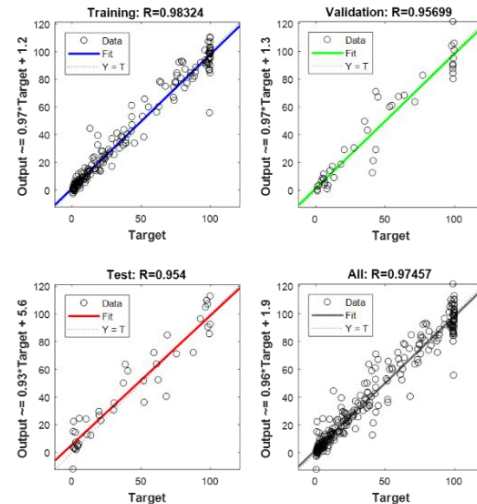 Training: R=0.98324
Output ~= 0.97*Target + 1.2
120
100
80
60
40
20
0
Data
Fit
Y = T
0
50
100
Target
Validation: R=0.95699
Output ~= 0.97*Target + 1.3
120
100
80
60
40
20
0
Data
Fit
Y = T
0
50
100
Target
Test: R=0.954
Output ~= 0.93*Target + 5.6
120
100
80
60
40
20
0
Data
Fit
Y = T
0
50
100
Target
All: R=0.97457
Output ~= 0.96*Target + 1.9
120
100
80
60
40
20
0
Data
Fit
Y = T
0
50
100
Target